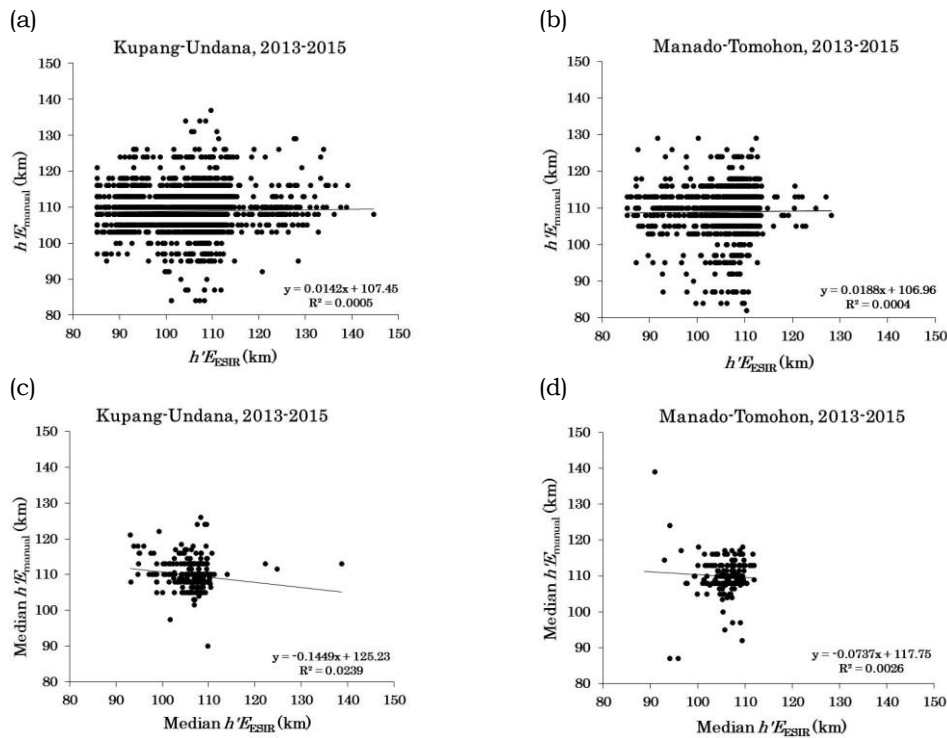 (a)
Kupang-Undana, 2013-2015
150
140
130
120
110
100
90
80
h'E_manual (km)
y = 0.0142x + 107.45
R² = 0.0005
80 90 100 110 120 130 140 150
h'E_ESIR (km)
(b)
Manado-Tomohon, 2013-2015
150
140
130
120
110
100
90
80
h'E_manual (km)
y = 0.0188x + 106.96
R² = 0.0004
80 90 100 110 120 130 140 150
h'E_ESIR (km)
(c)
Kupang-Undana, 2013-2015
150
140
130
120
110
100
90
80
Median h'E_manual (km)
y = -0.1449x + 125.23
R² = 0.0239
80 90 100 110 120 130 140 150
Median h'E_ESIR (km)
(d)
Manado-Tomohon, 2013-2015
150
140
130
120
110
100
90
80
Median h'E_manual (km)
y = -0.0737x + 117.75
R² = 0.0026
80 90 100 110 120 130 140 150
Median h'E_ESIR (km)